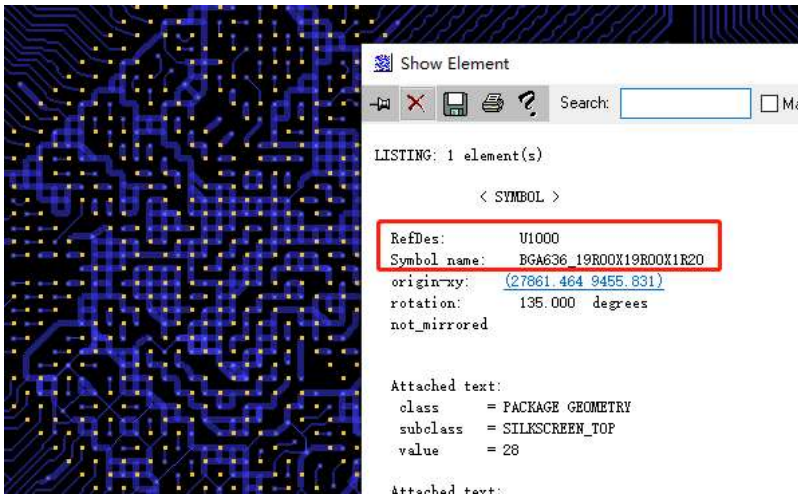 Show Element
Search:
Ma
LISTING: 1 element(s)
< SYMBOL >
RefDes: U1000
Symbol name: BGA636_19R00X19R00X1R20
origin-xy: (27861.464 9455.831)
rotation: 135.000 degrees
not_mirrored
Attached text:
class = PACKAGE GEOMETRY
subclass = SILKSCREEN_TOP
value = 28
Attached text: